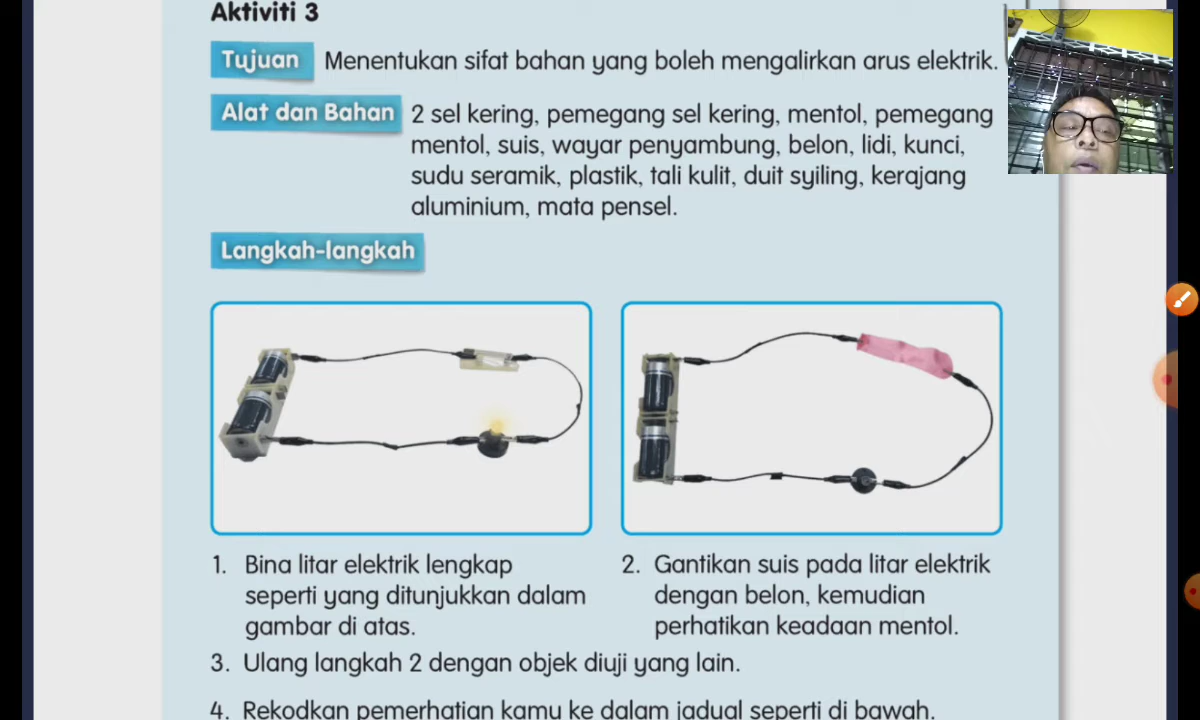 Aktiviti 3
Tujuan Menentukan sifat bahan yang boleh mengalirkan arus elektrik.
Alat dan Bahan 2 sel kering, pemegang sel kering, mentol, pemegang
mentol, suis, wayar penyambung, belon, lidi, kunci,
sudu seramik, plastik, tali kulit, duit syiling, kerajang
aluminium, mata pensel.
Langkah-langkah
1. Bina litar elektrik lengkap
seperti yang ditunjukkan dalam
gambar di atas.
2. Gantikan suis pada litar elektrik
dengan belon, kemudian
perhatikan keadaan mentol.
3. Ulang langkah 2 dengan objek diuji yang lain.
4. Rekodkan pemerhatian kamu ke dalam jadual seperti di bawah.